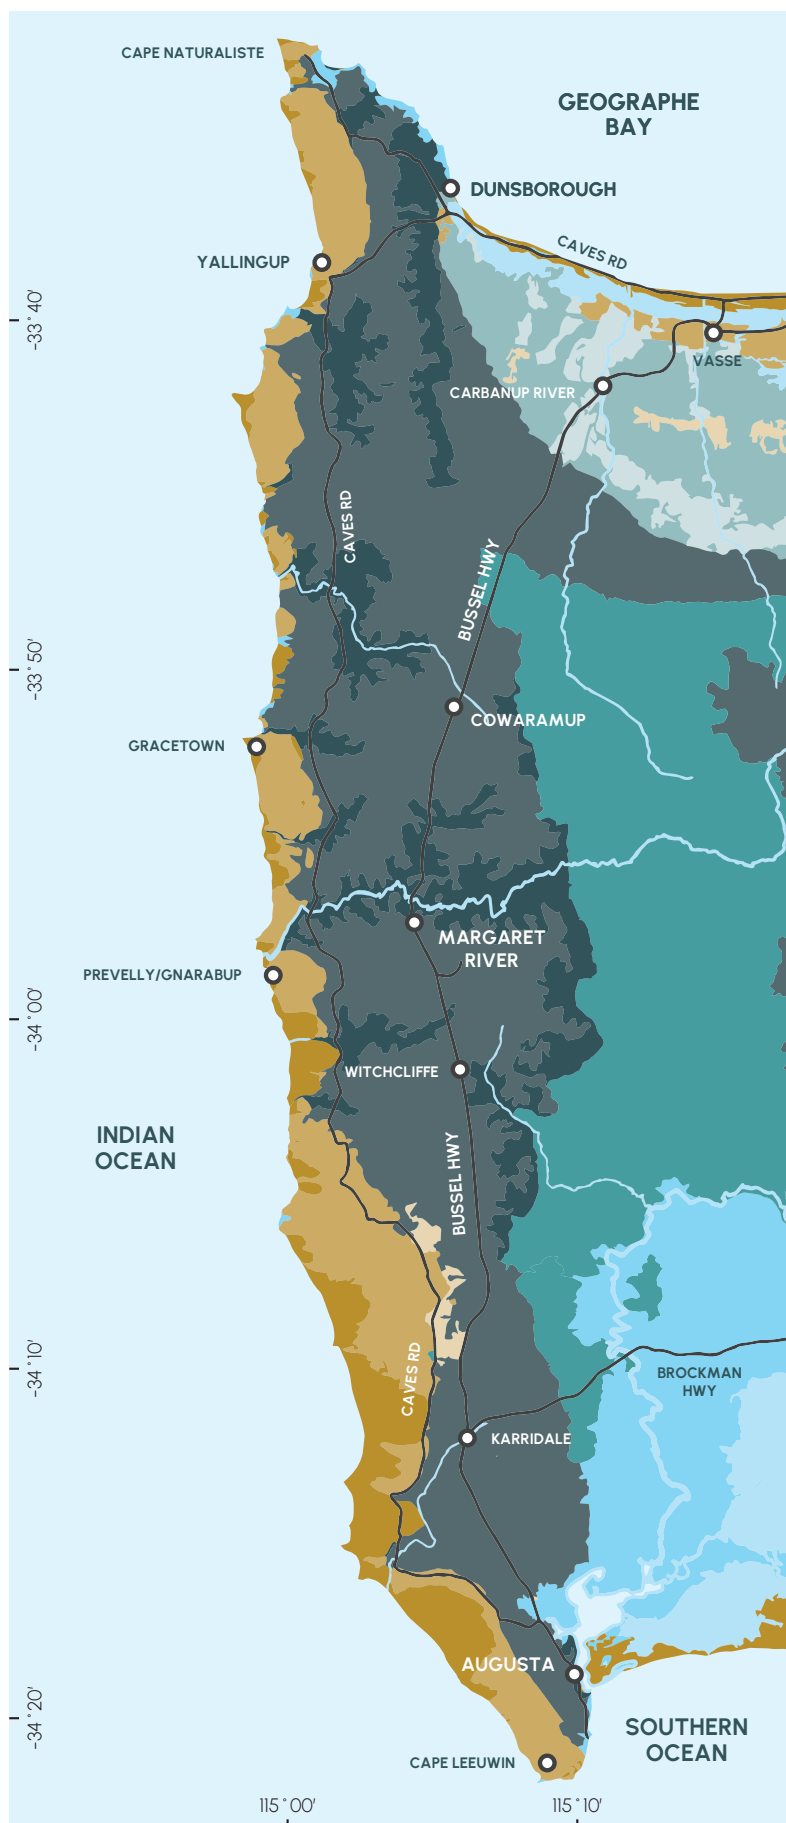 CAPE NATURALISTE
GEOGRAPHE
BAY
DUNSBOROUGH
CAVES RD
YALLINGUP
-33°40'
VASSE
CARBANUP RIVER
CAVES RD
BUSSEL HWY
-33°50'
COWARAMUP
GRACETOWN
MARGARET
RIVER
PREVELLY/GNARABUP
-34°00'
WITCHCLIFFE
INDIAN
OCEAN
BUSSEL HWY
-34°10'
CAVES RD
BROCKMAN
HWY
KARRIDALE
AUGUSTA
-34°20'
SOUTHERN
OCEAN
CAPE LEEUWIN
115°00'
115°10'